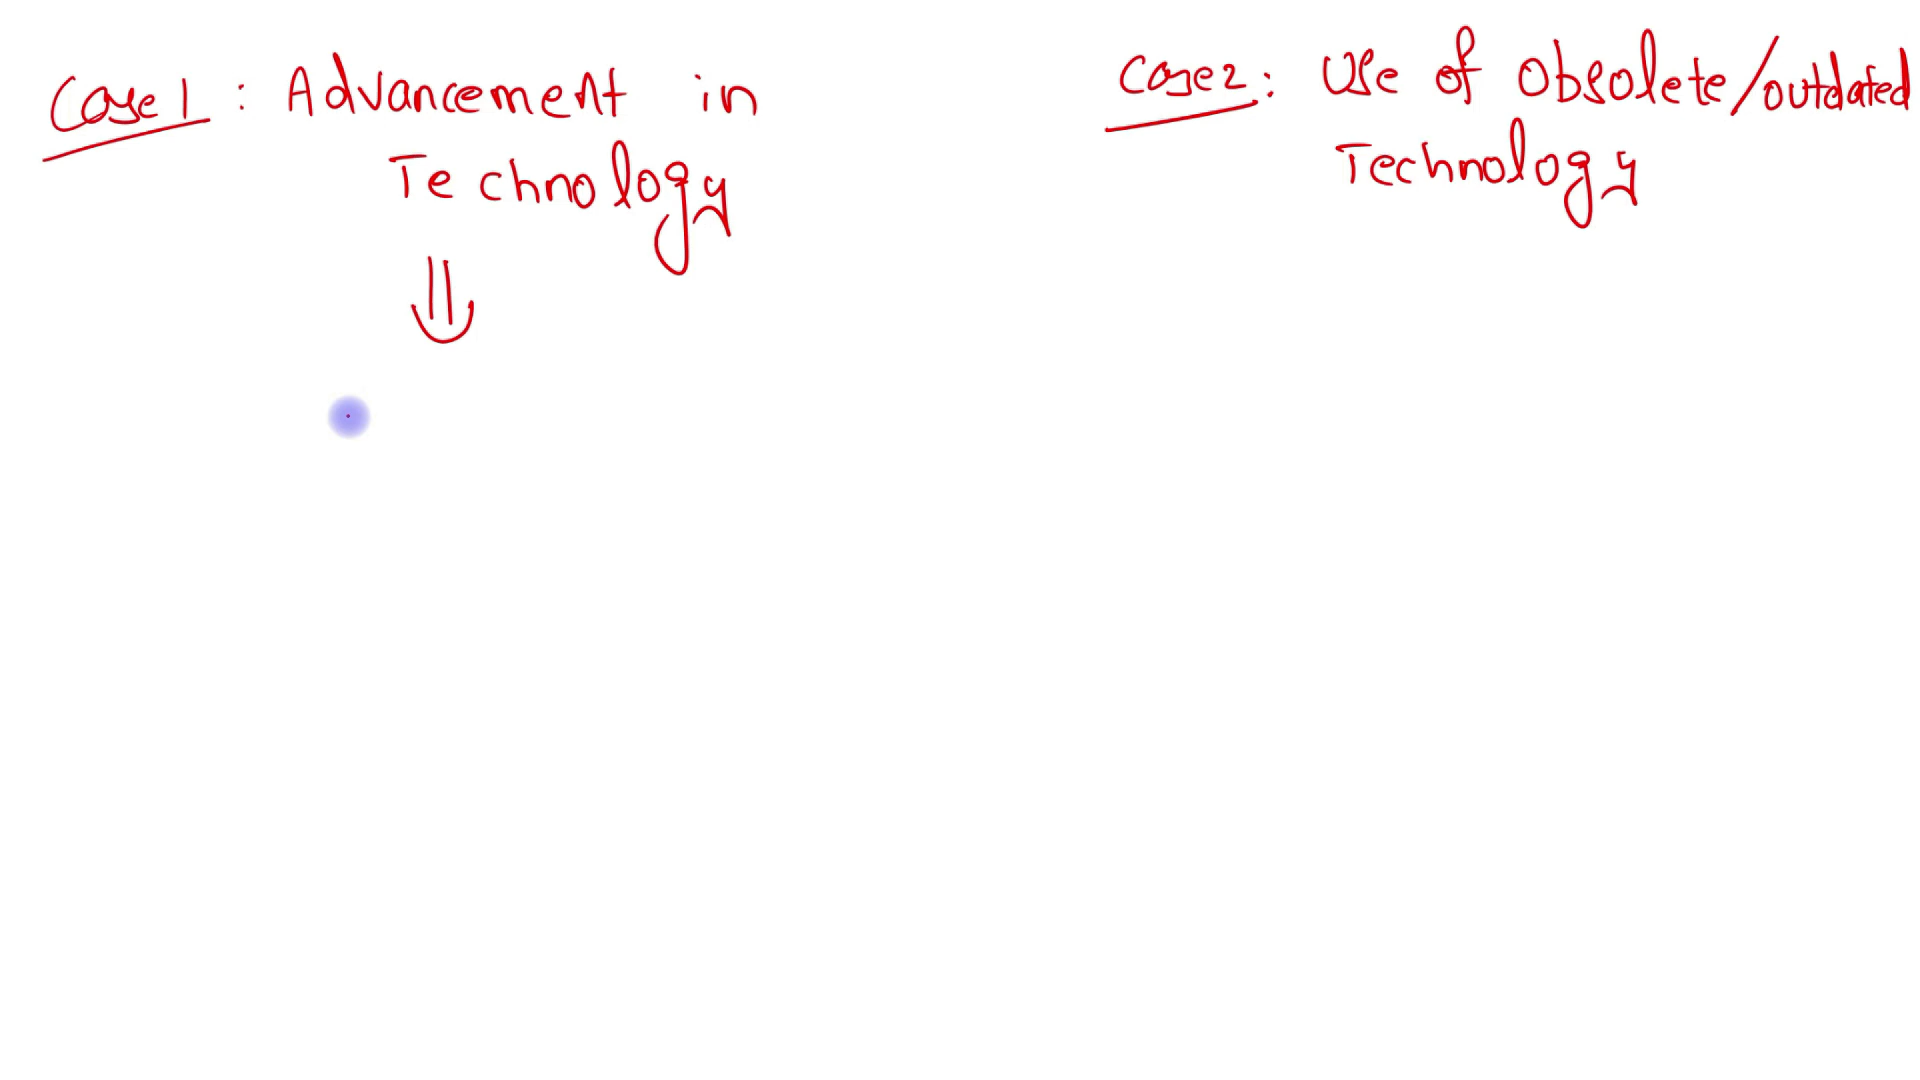 Case 1 : Advancement in
Technology
Case 2 : Use of Obsolete/outdated
Technology